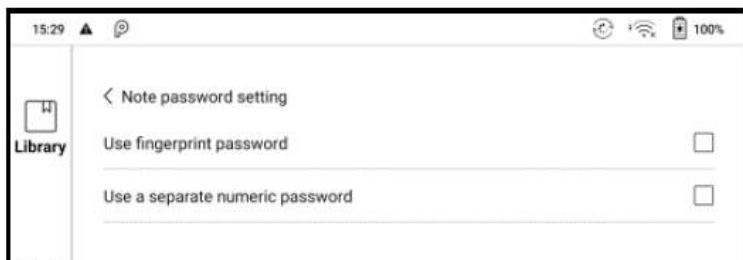 15:29 100%
Note password setting
Library
Use fingerprint password
Use a separate numeric password